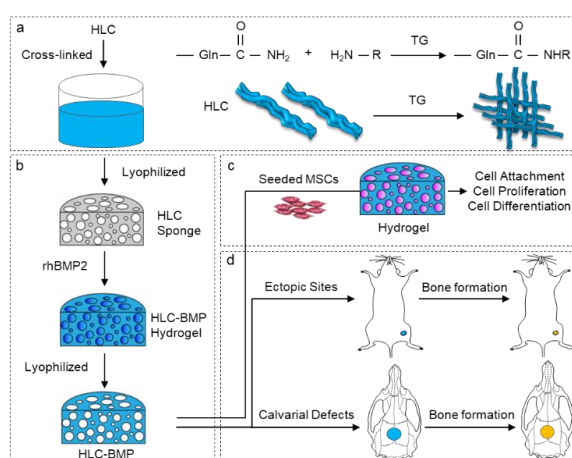 a
HLC
Cross-linked
O
— Gln — C — NH₂ + H₂N — R
TG
O
— Gln — C — NHR
HLC
TG
b
Lyophilized
HLC
Sponge
rhBMP2
HLC-BMP
Hydrogel
Lyophilized
HLC-BMP
c
Seeded MSCs
Hydrogel
Cell Attachment
Cell Proliferation
Cell Differentiation
d
Ectopic Sites
Bone formation
Calvarial Defects
Bone formation